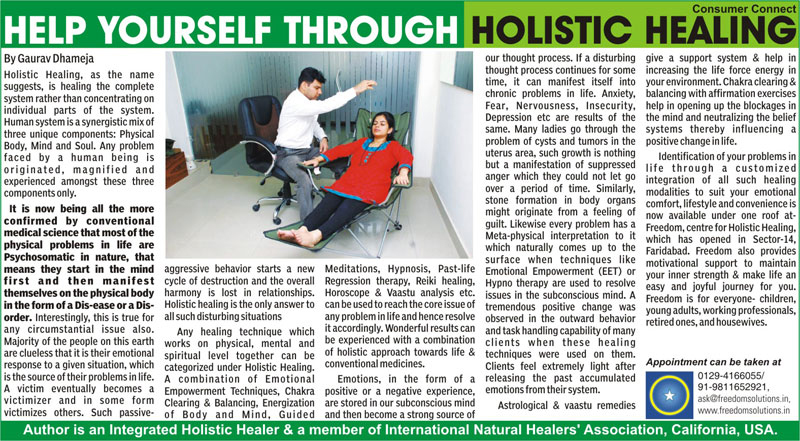 Consumer Connect
HELP YOURSELF THROUGH HOLISTIC HEALING
By Gaurav Dhameja
Holistic Healing, as the name
suggests, is healing the complete
system rather than concentrating on
individual parts of the system.
Human system is a synergistic mix of
three unique components: Physical
Body, Mind and Soul. Any problem
faced by a human being is
originated, magnified and
experienced amongst these three
components only.
It is now being all the more
confirmed by conventional
medical science that most of the
physical problems in life are
Psychosomatic in nature, that
means they start in the mind
first and then manifest
themselves on the physical body
in the form of a Dis-ease or a Dis-
order. Interestingly, this is true for
any circumstantial issue also.
Majority of the people on this earth
are clueless that it is their emotional
response to a given situation, which
is the source of their problems in life.
A victim eventually becomes a
victimizer and in some form
victimizes others. Such passive-
aggressive behavior starts a new
cycle of destruction and the overall
harmony is lost in relationships.
Holistic healing is the only answer to
all such disturbing situations
Any healing technique which
works on physical, mental and
spiritual level together can be
categorized under Holistic Healing.
A combination of Emotional
Empowerment Techniques, Chakra
Clearing & Balancing, Energization
of Body and Mind, Guided
Meditations, Hypnosis, Past-life
Regression therapy, Reiki healing,
Horoscope & Vaastu analysis etc.
can be used to reach the core issue of
any problem in life and hence resolve
it accordingly. Wonderful results can
be experienced with a combination
of holistic approach towards life &
conventional medicines.
Emotions, in the form of a
positive or a negative experience,
are stored in our subconscious mind
and then become a strong source of
our thought process. If a disturbing
thought process continues for some
time, it can manifest itself into
chronic problems in life. Anxiety,
Fear, Nervousness, Insecurity,
Depression etc are results of the
same. Many ladies go through the
problem of cysts and tumors in the
uterus area, such growth is nothing
but a manifestation of suppressed
anger which they could not let go
over a period of time. Similarly,
stone formation in body organs
might originate from a feeling of
guilt. Likewise every problem has a
Meta-physical interpretation to it
which naturally comes up to the
surface when techniques like
Emotional Empowerment (EET) or
Hypno therapy are used to resolve
issues in the subconscious mind. A
tremendous positive change was
observed in the outward behavior
and task handling capability of many
clients when these healing
techniques were used on them.
Clients feel extremely light after
releasing the past accumulated
emotions from their system.
Astrological & vaastu remedies
give a support system & help in
increasing the life force energy in
your environment. Chakra clearing &
balancing with affirmation exercises
help in opening up the blockages in
the mind and neutralizing the belief
systems thereby influencing a
positive change in life.
Identification of your problems in
life through a customized
integration of all such healing
modalities to suit your emotional
comfort, lifestyle and convenience is
now available under one roof at-
Freedom, centre for Holistic Healing,
which has opened in Sector-14,
Faridabad. Freedom also provides
motivational support to maintain
your inner strength & make life an
easy and joyful journey for you.
Freedom is for everyone- children,
young adults, working professionals,
retired ones, and housewives.
Appointment can be taken at
0129-4166055/
91-9811652921,
ask@freedomsolutions.in,
www.freedomsolutions.in
Author is an Integrated Holistic Healer & a member of International Natural Healers' Association, California, USA.